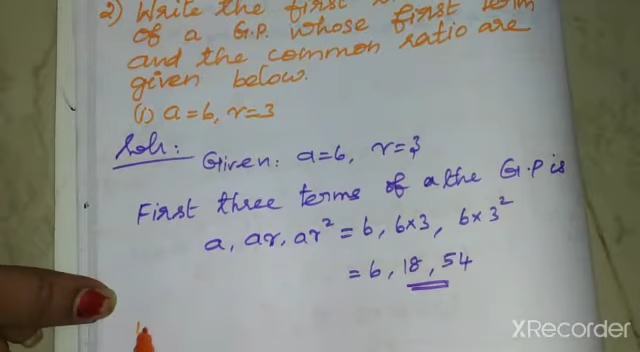 2) Write the first
of a G.P. whose first term
and the common ratio are
given below.
(i) a=6, r=3
Soln:
Given: a=6, r=3,
First three terms of a the G.P is
a, ar, ar² = 6, 6×3, 6×3²
= 6, 18, 54
XRecorder